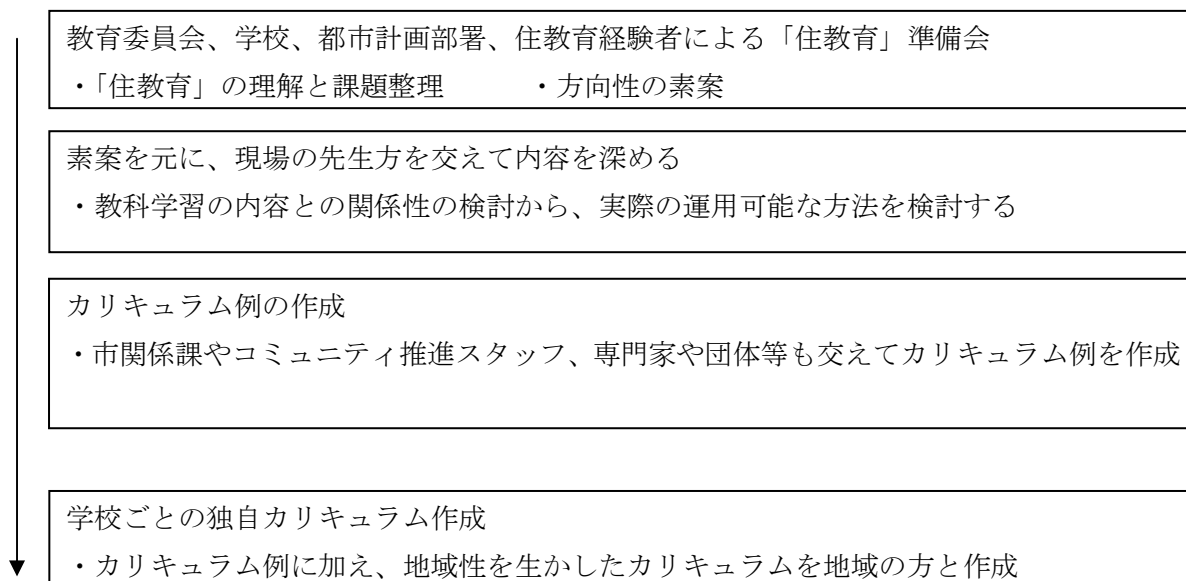 教育委員会、学校、都市計画部署、住教育経験者による「住教育」準備会
・「住教育」の理解と課題整理　　　・方向性の素案
素案を元に、現場の先生方を交えて内容を深める
・教科学習の内容との関係性の検討から、実際の運用可能な方法を検討する
カリキュラム例の作成
・市関係課やコミュニティ推進スタッフ、専門家や団体等も交えてカリキュラム例を作成
学校ごとの独自カリキュラム作成
・カリキュラム例に加え、地域性を生かしたカリキュラムを地域の方と作成